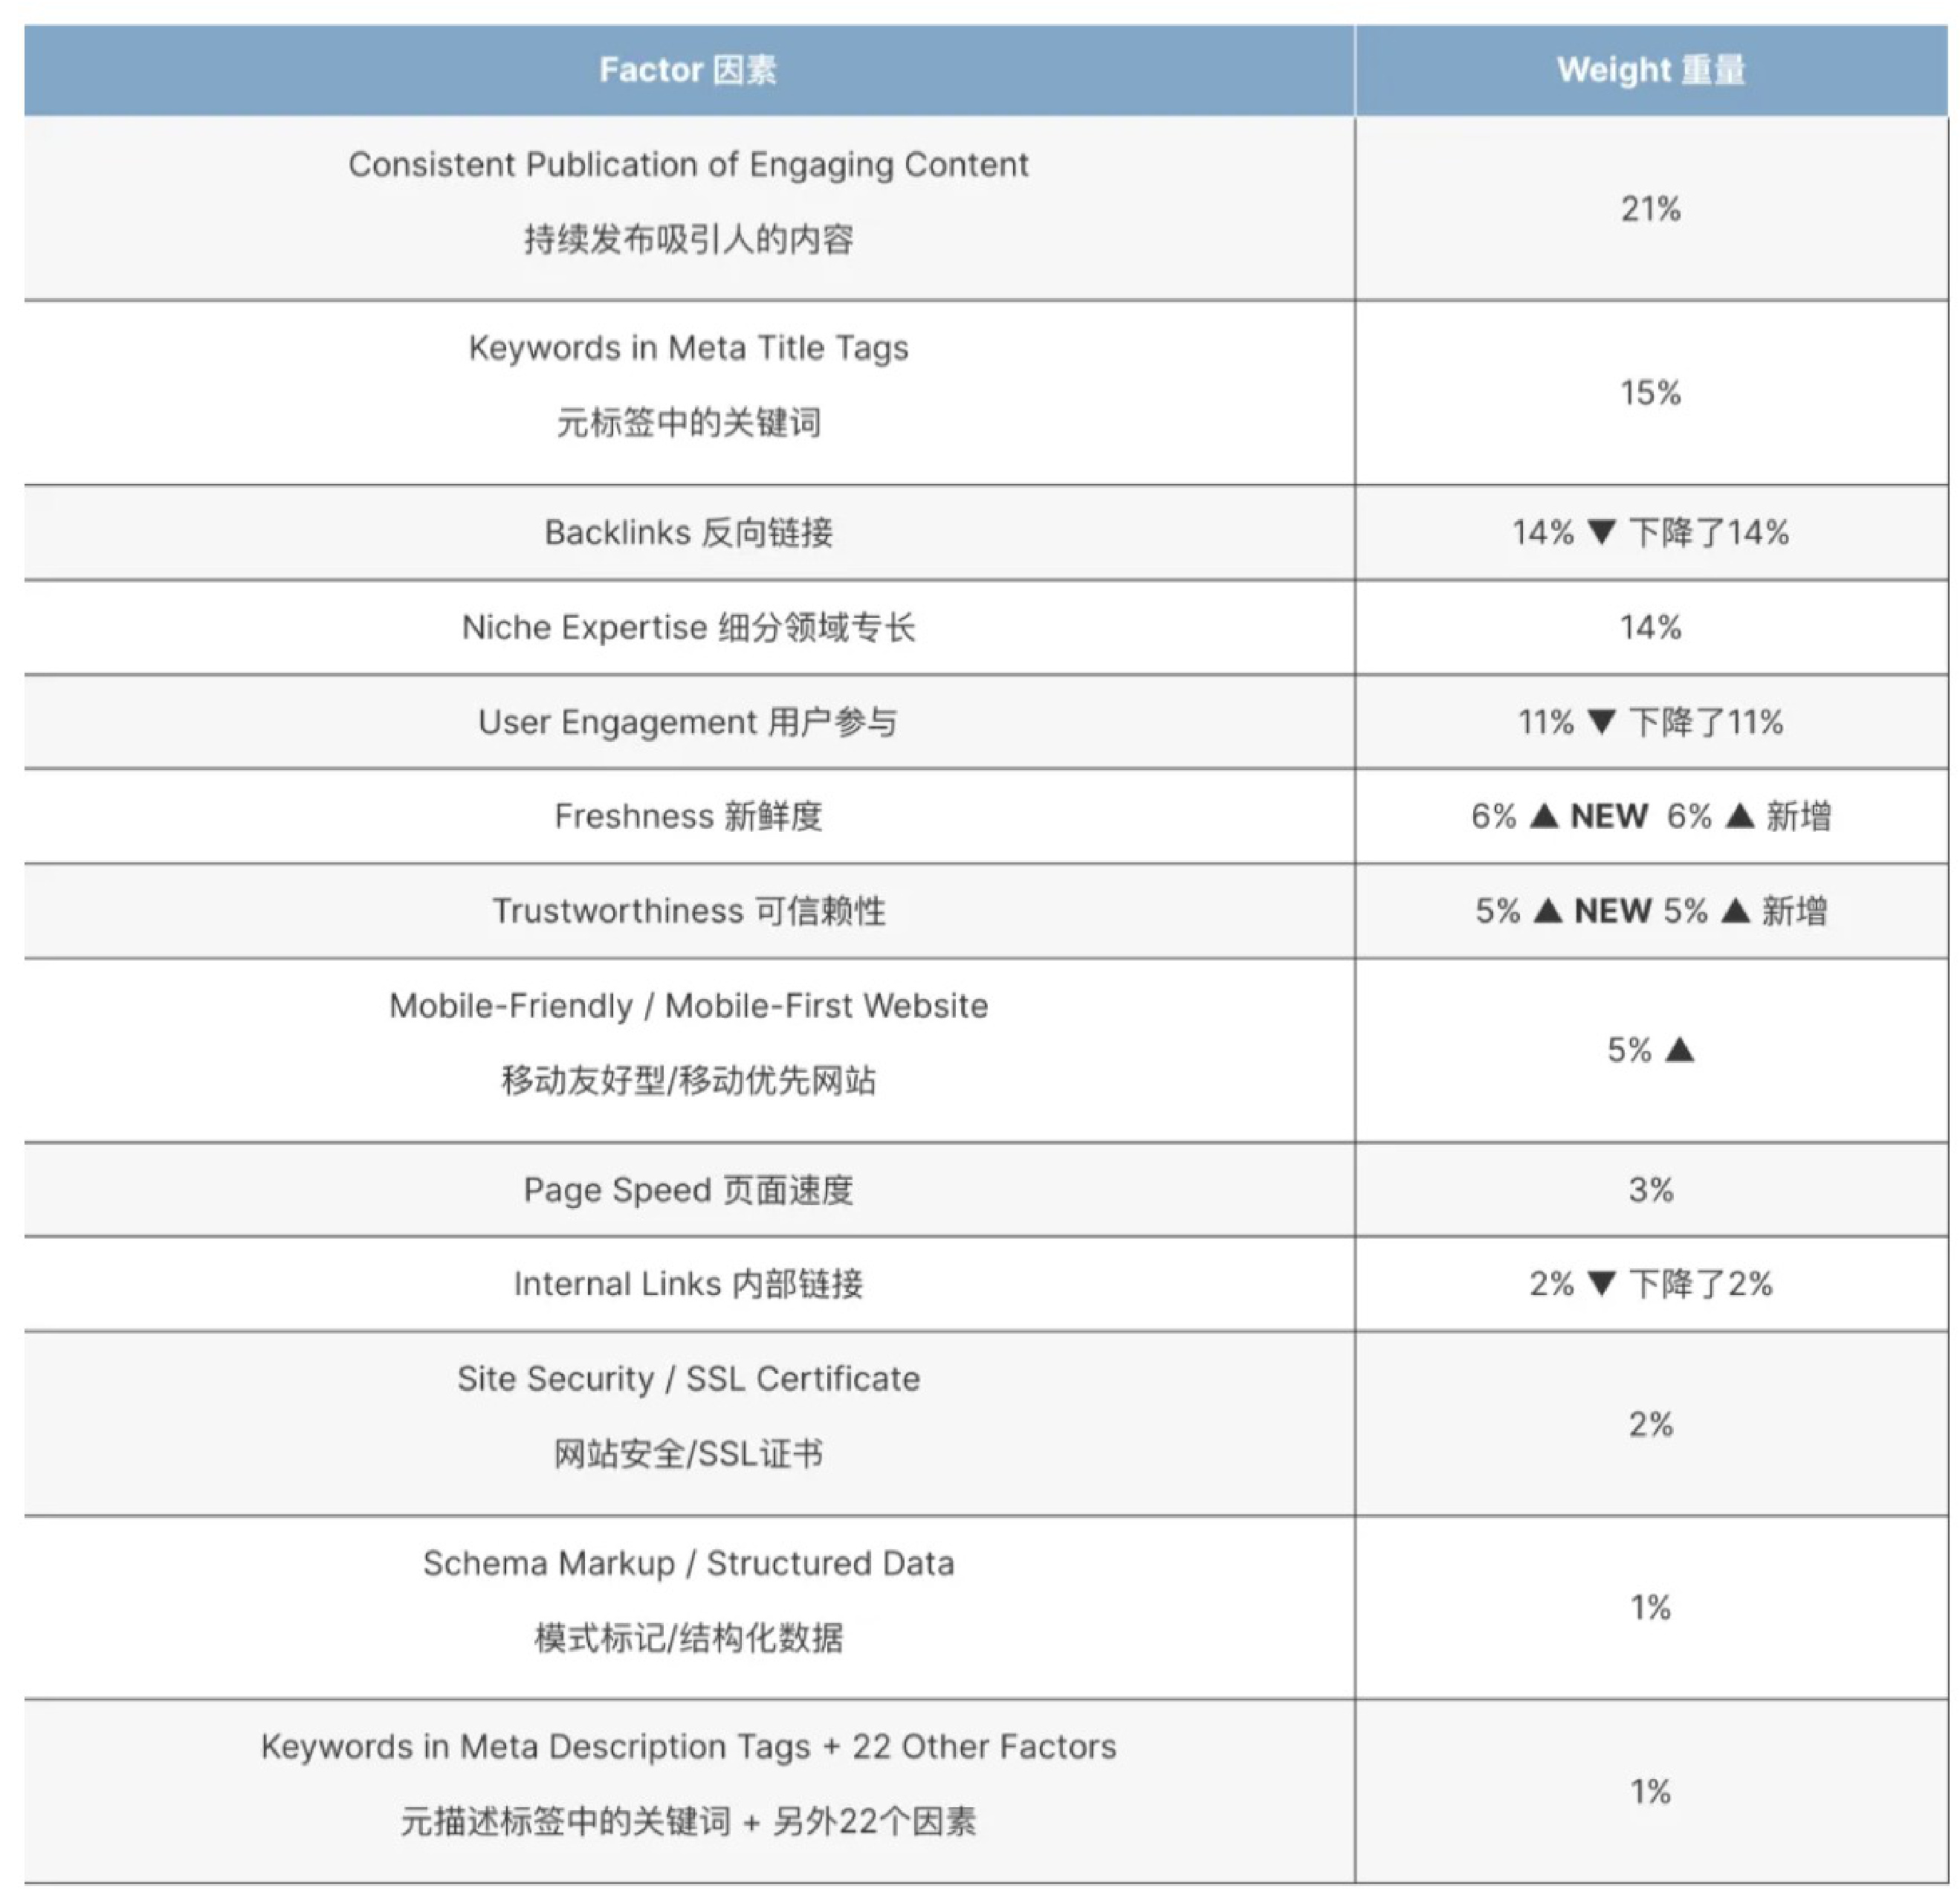 Factor 因素
Weight 重量
Consistent Publication of Engaging Content
持续发布吸引人的内容
21%
Keywords in Meta Title Tags
元标签中的关键词
15%
Backlinks 反向链接
14% ▼ 下降了14%
Niche Expertise 细分领域专长
14%
User Engagement 用户参与
11% ▼ 下降了11%
Freshness 新鲜度
6% ▲ NEW 6% ▲ 新增
Trustworthiness 可信赖性
5% ▲ NEW 5% ▲ 新增
Mobile-Friendly / Mobile-First Website
移动友好型/移动优先网站
5% ▲
Page Speed 页面速度
3%
Internal Links 内部链接
2% ▼ 下降了2%
Site Security / SSL Certificate
网站安全/SSL证书
2%
Schema Markup / Structured Data
模式标记/结构化数据
1%
Keywords in Meta Description Tags + 22 Other Factors
元描述标签中的关键词 + 另外22个因素
1%